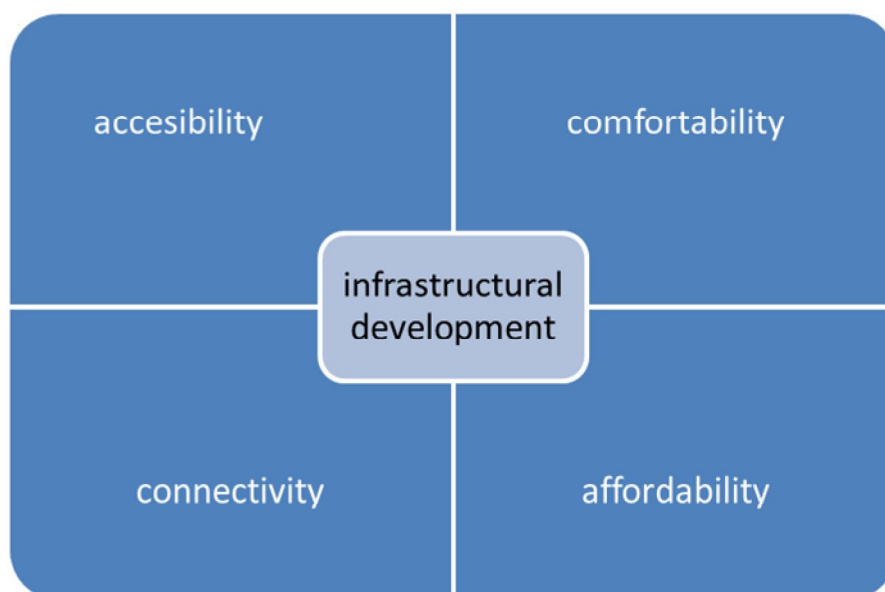 accesibility
comfortability
infrastructural
development
connectivity
affordability